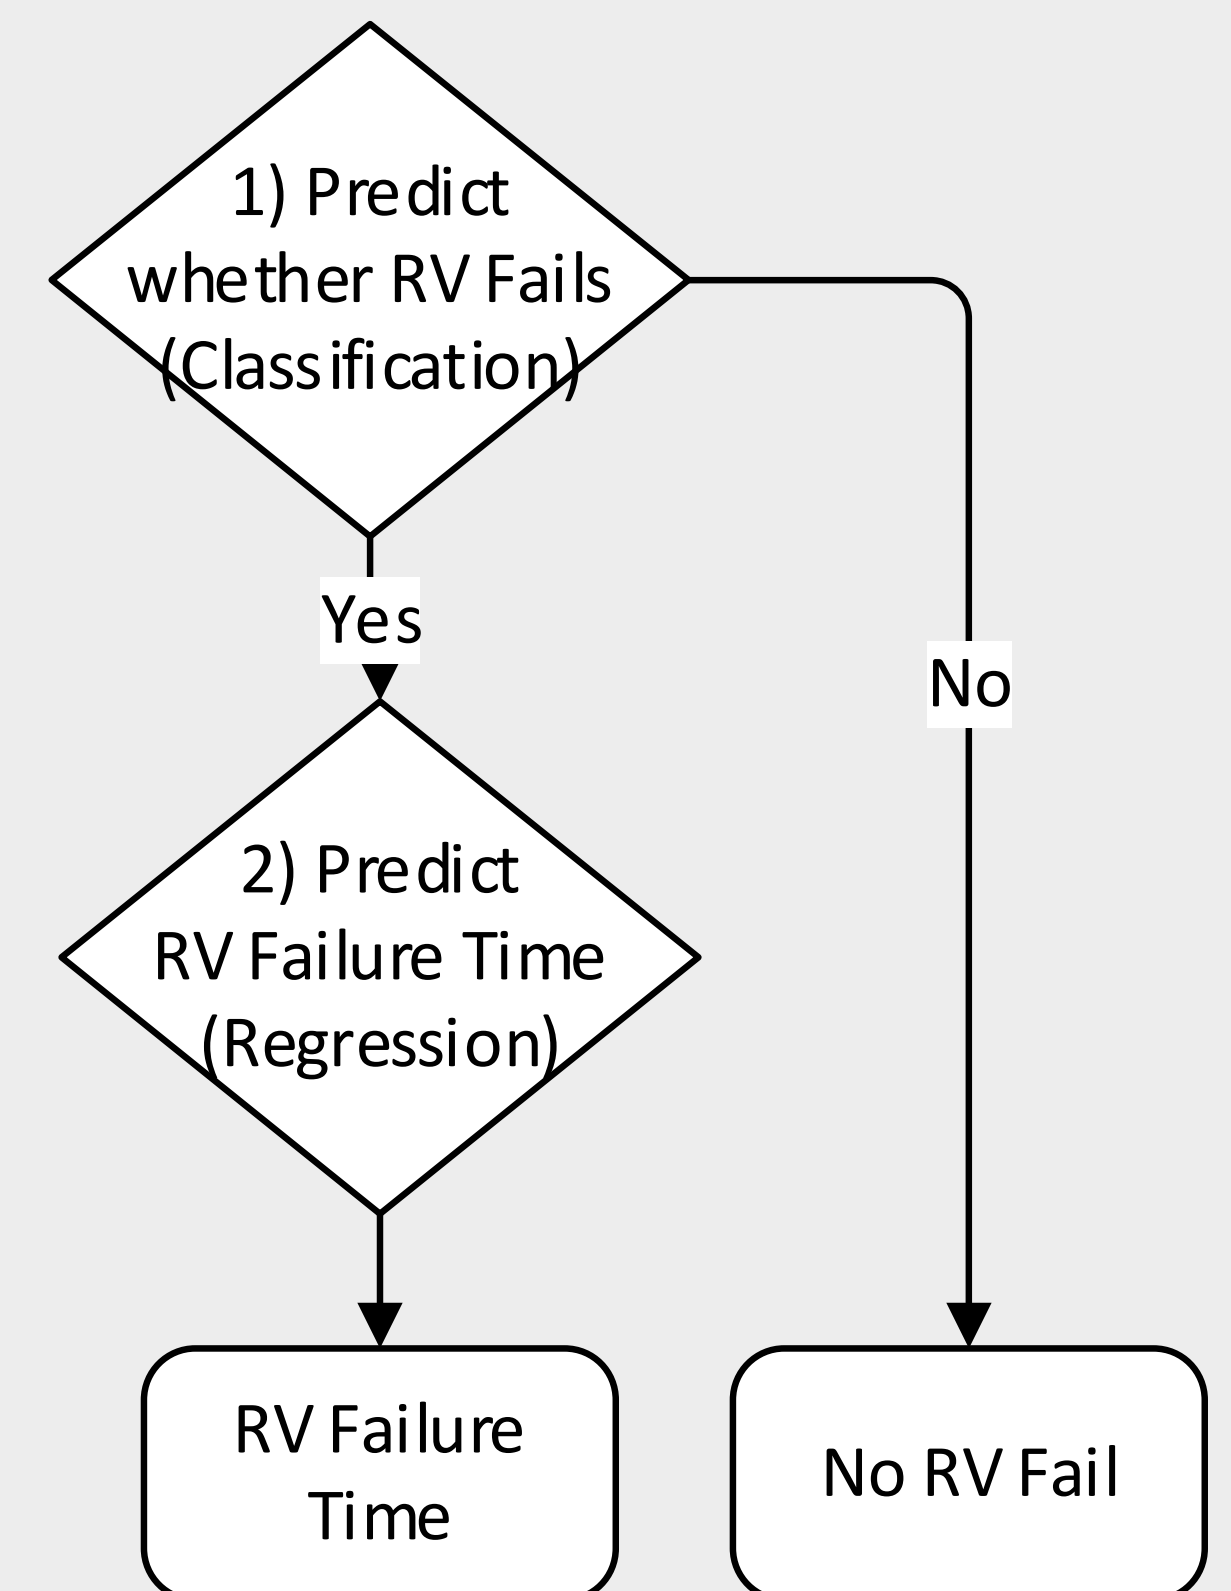 1) Predict
whether RV Fails
(Classification)
Yes
No
2) Predict
RV Failure Time
(Regression)
RV Failure
Time
No RV Fail